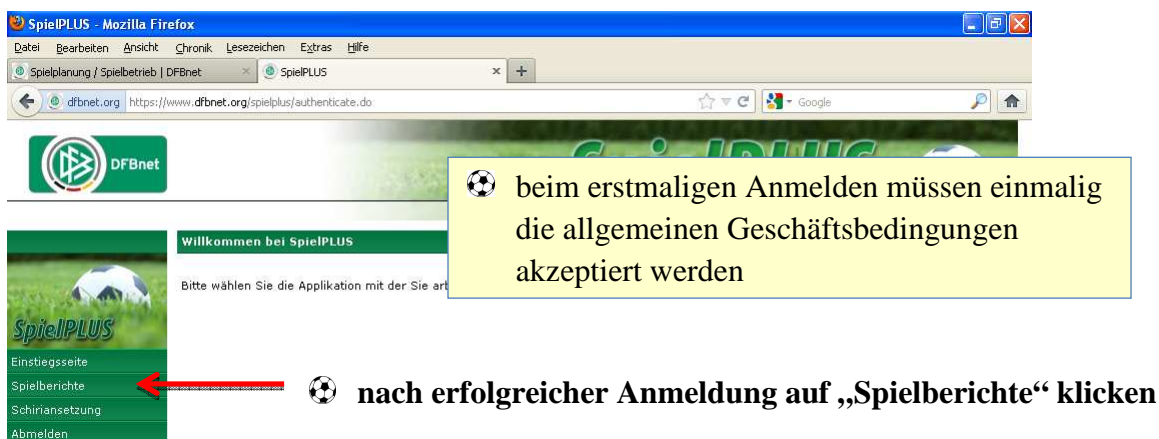 SpielPLUS - Mozilla Firefox
Datei Bearbeiten Ansicht Chronik Lesezeichen Extras Hilfe
Spielplanung / Spielbetrieb | DFBnet SpielPLUS
dfbnet.org https://www.dfbnet.org/spielplus/authenticate.do Google
DFBnet
SpielPLUS
beim erstmaligen Anmelden müssen einmalig
die allgemeinen Geschäftsbedingungen
akzeptiert werden
Willkommen bei SpielPLUS
Bitte wählen Sie die Applikation mit der Sie
SpielPLUS
Einstiegsseite
Spielberichte
nach erfolgreicher Anmeldung auf „Spielberichte“ klicken
Schiriansetzung
Abmelden